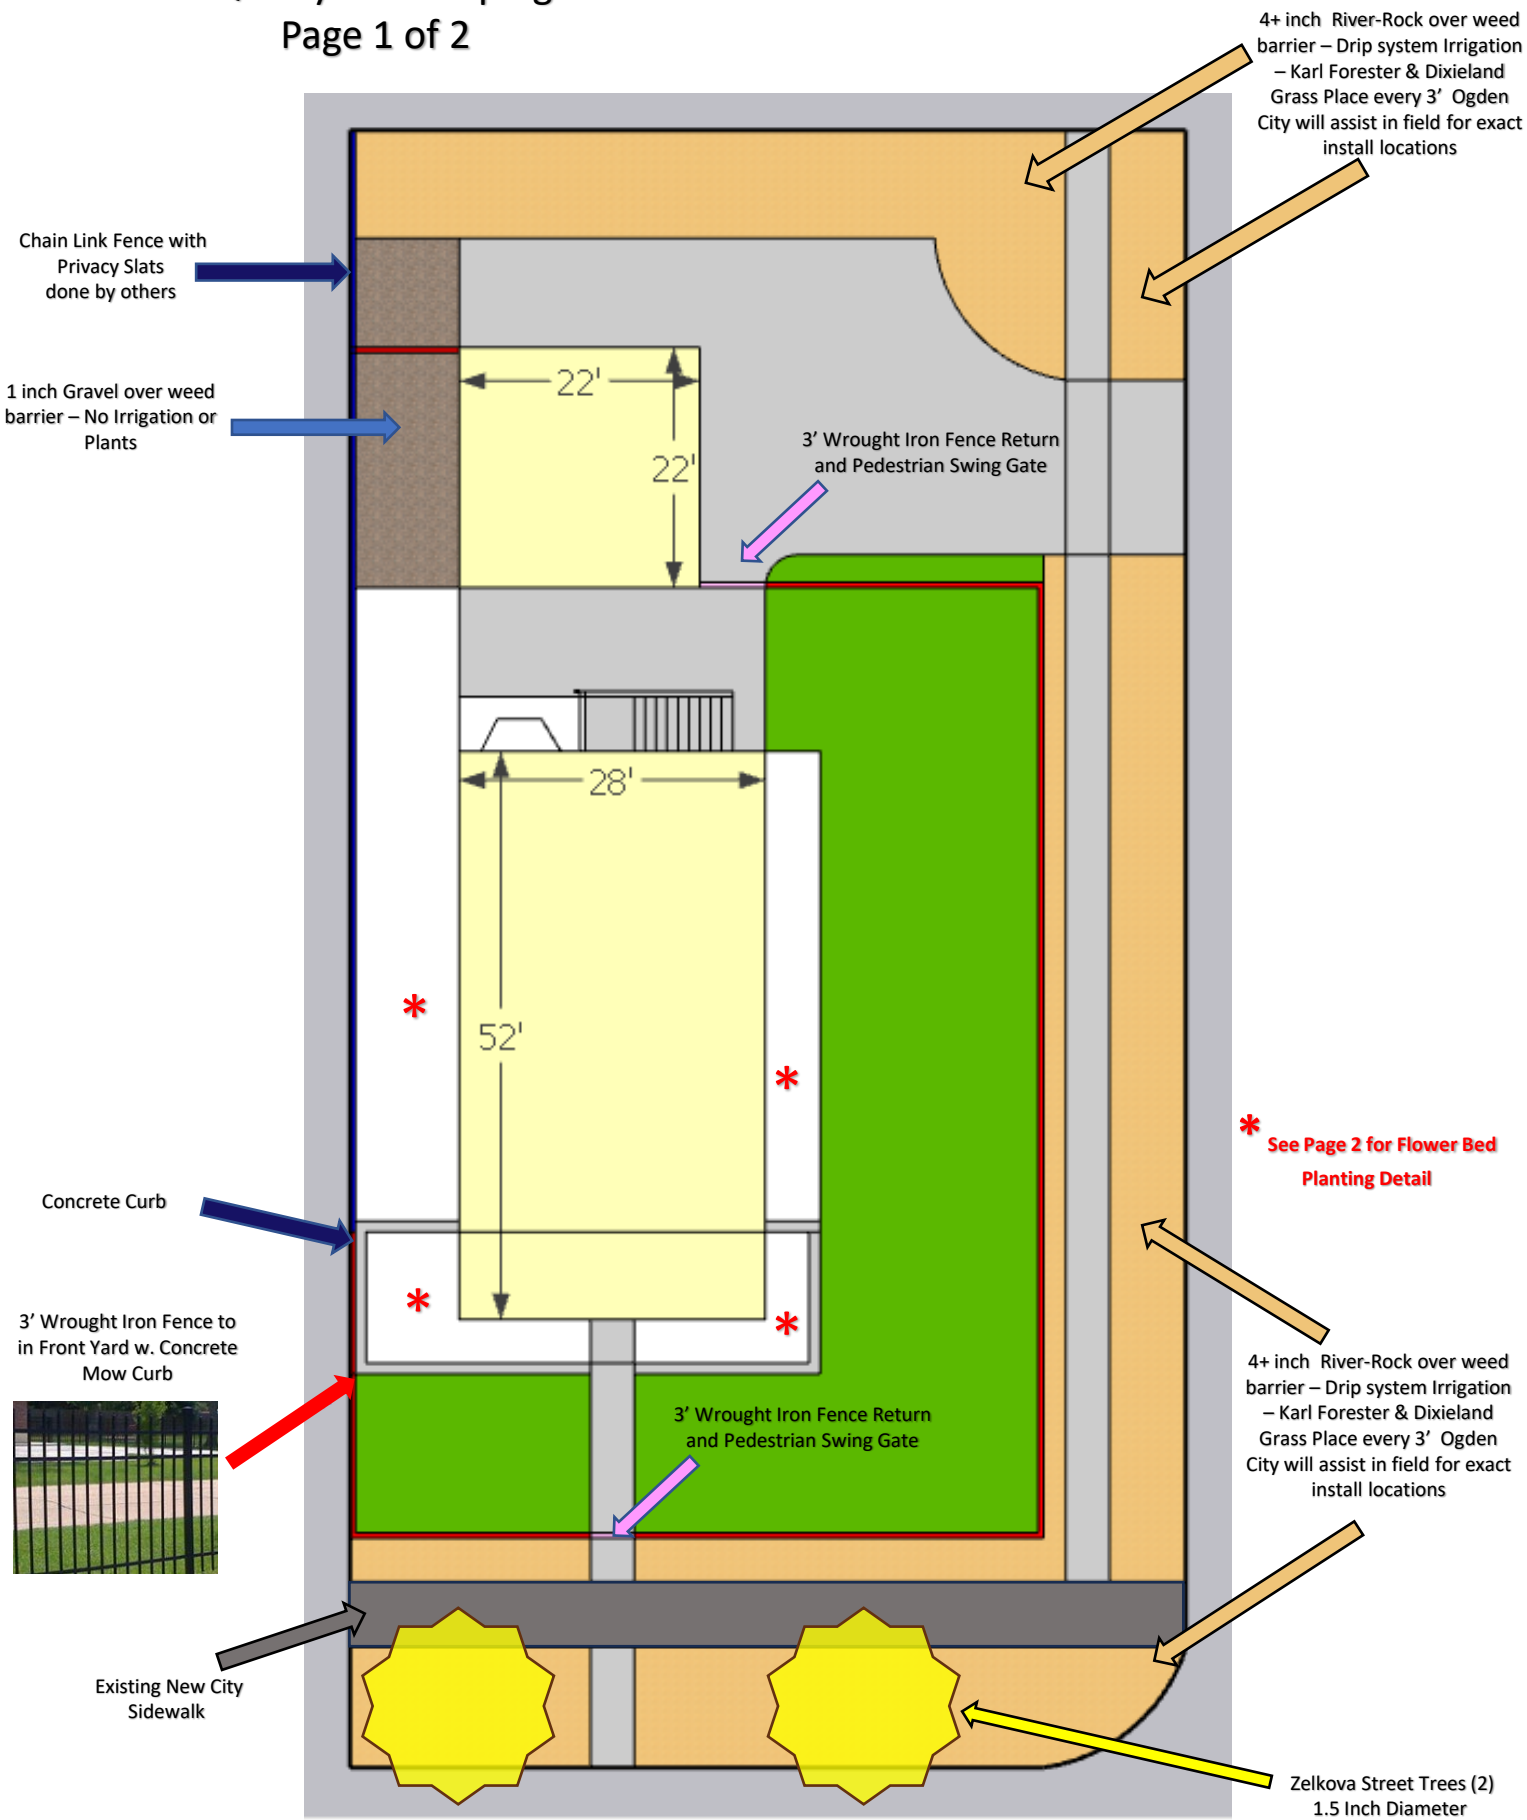 Page 1 of 2
4+ inch River-Rock over weed
barrier – Drip system Irrigation
– Karl Forester & Dixieland
Grass Place every 3’ Ogden
City will assist in field for exact
install locations
Chain Link Fence with
Privacy Slats
done by others
1 inch Gravel over weed
barrier – No Irrigation or
Plants
22'
22'
3’ Wrought Iron Fence Return
and Pedestrian Swing Gate
28'
52'
*
*
*
*
* See Page 2 for Flower Bed
Planting Detail
Concrete Curb
3’ Wrought Iron Fence to
in Front Yard w. Concrete
Mow Curb
3’ Wrought Iron Fence Return
and Pedestrian Swing Gate
4+ inch River-Rock over weed
barrier – Drip system Irrigation
– Karl Forester & Dixieland
Grass Place every 3’ Ogden
City will assist in field for exact
install locations
Existing New City
Sidewalk
Zelkova Street Trees (2)
1.5 Inch Diameter